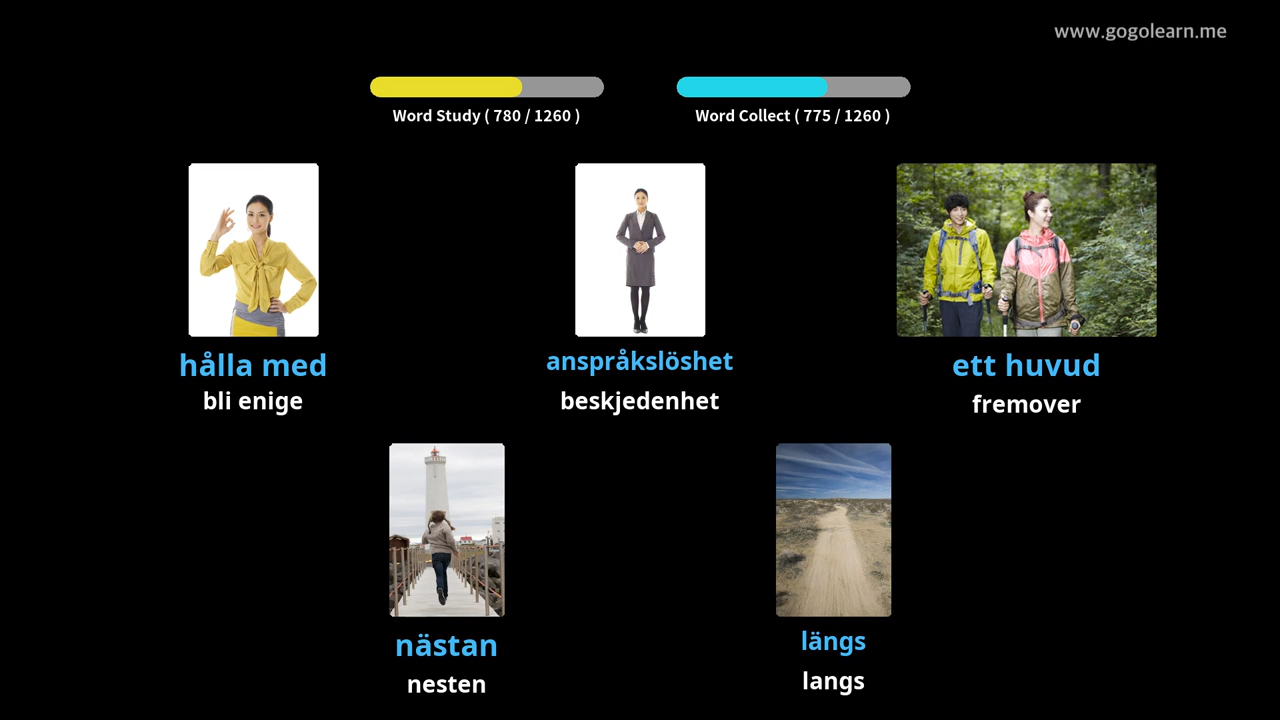 www.gogolearn.me
Word Study ( 780 / 1260 )
Word Collect ( 775 / 1260 )
hålla med
bli enige
anspråkslöshet
beskjedenhet
ett huvud
fremover
nästan
nesten
längs
langs